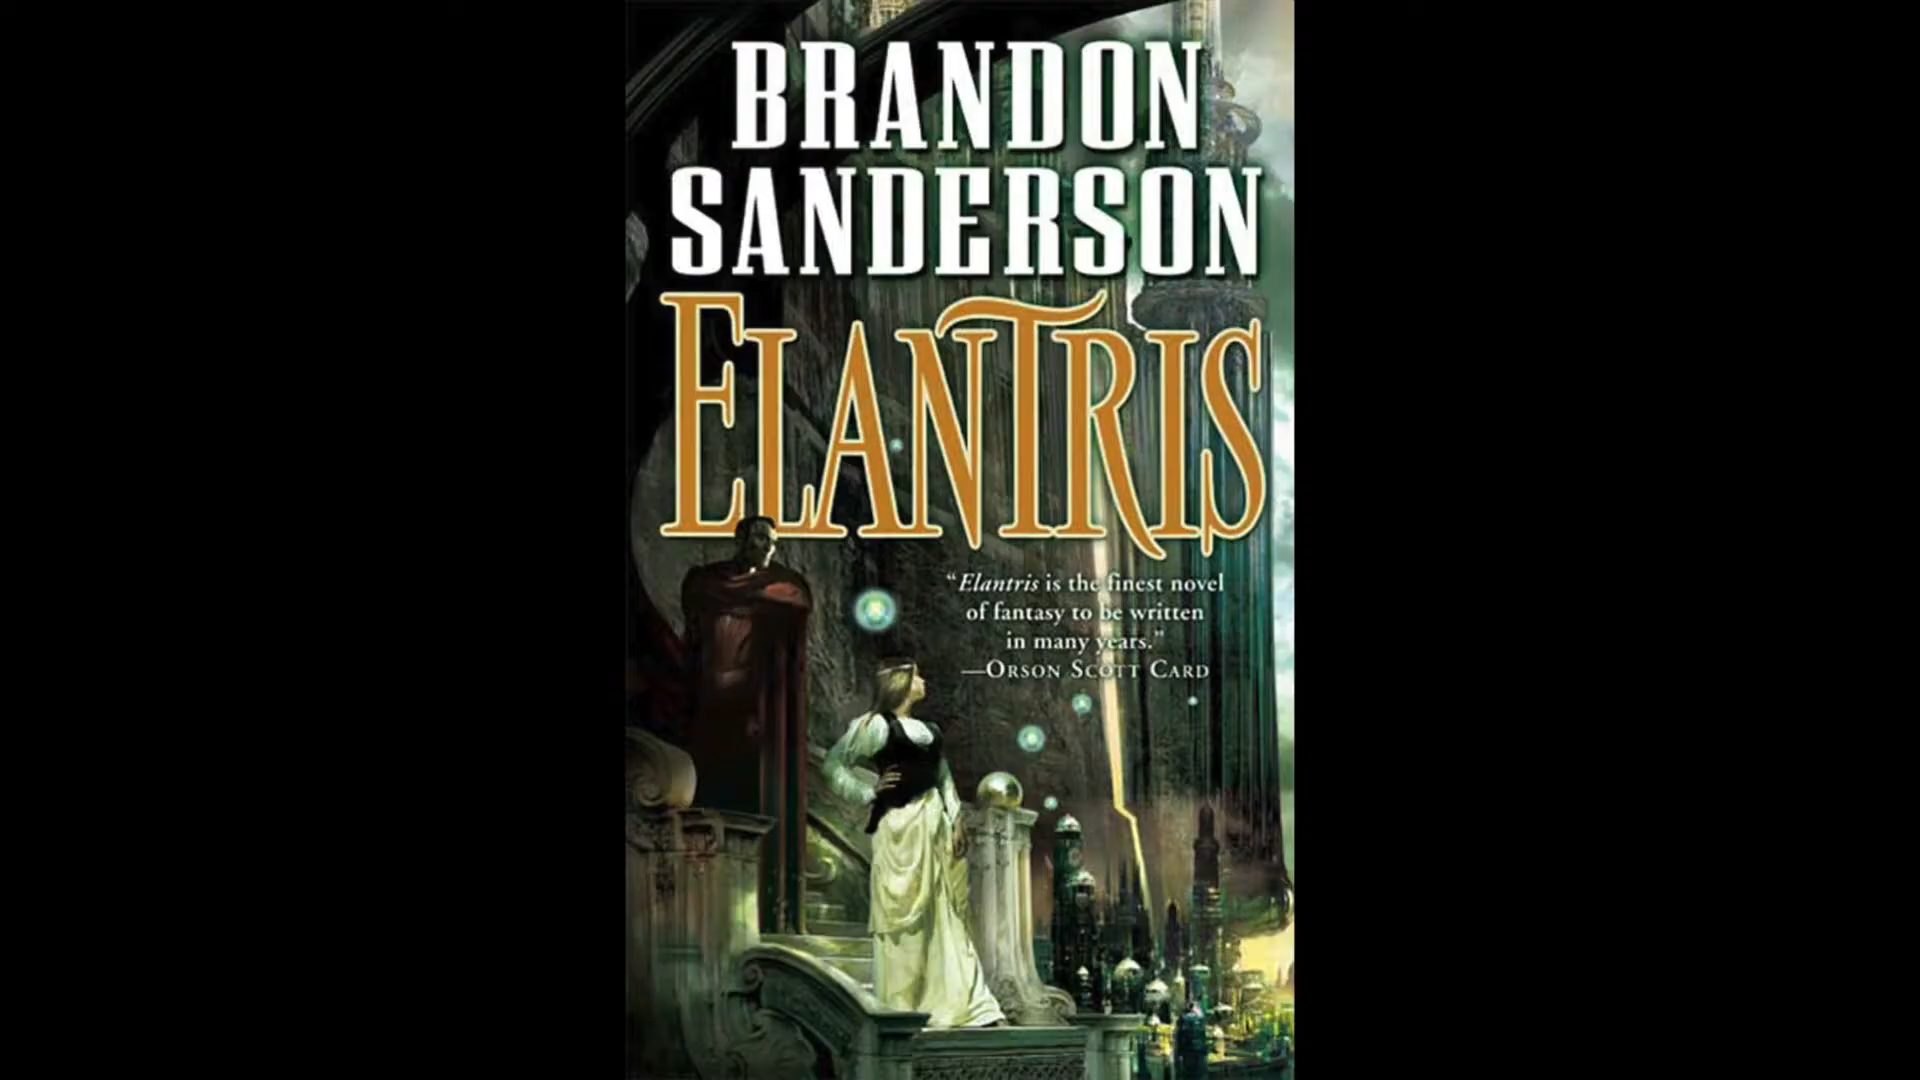 BRANDON
SANDERSON
ELANTRIS
“Elantris is the finest novel
of fantasy to be written
in many years.”
—ORSON SCOTT CARD